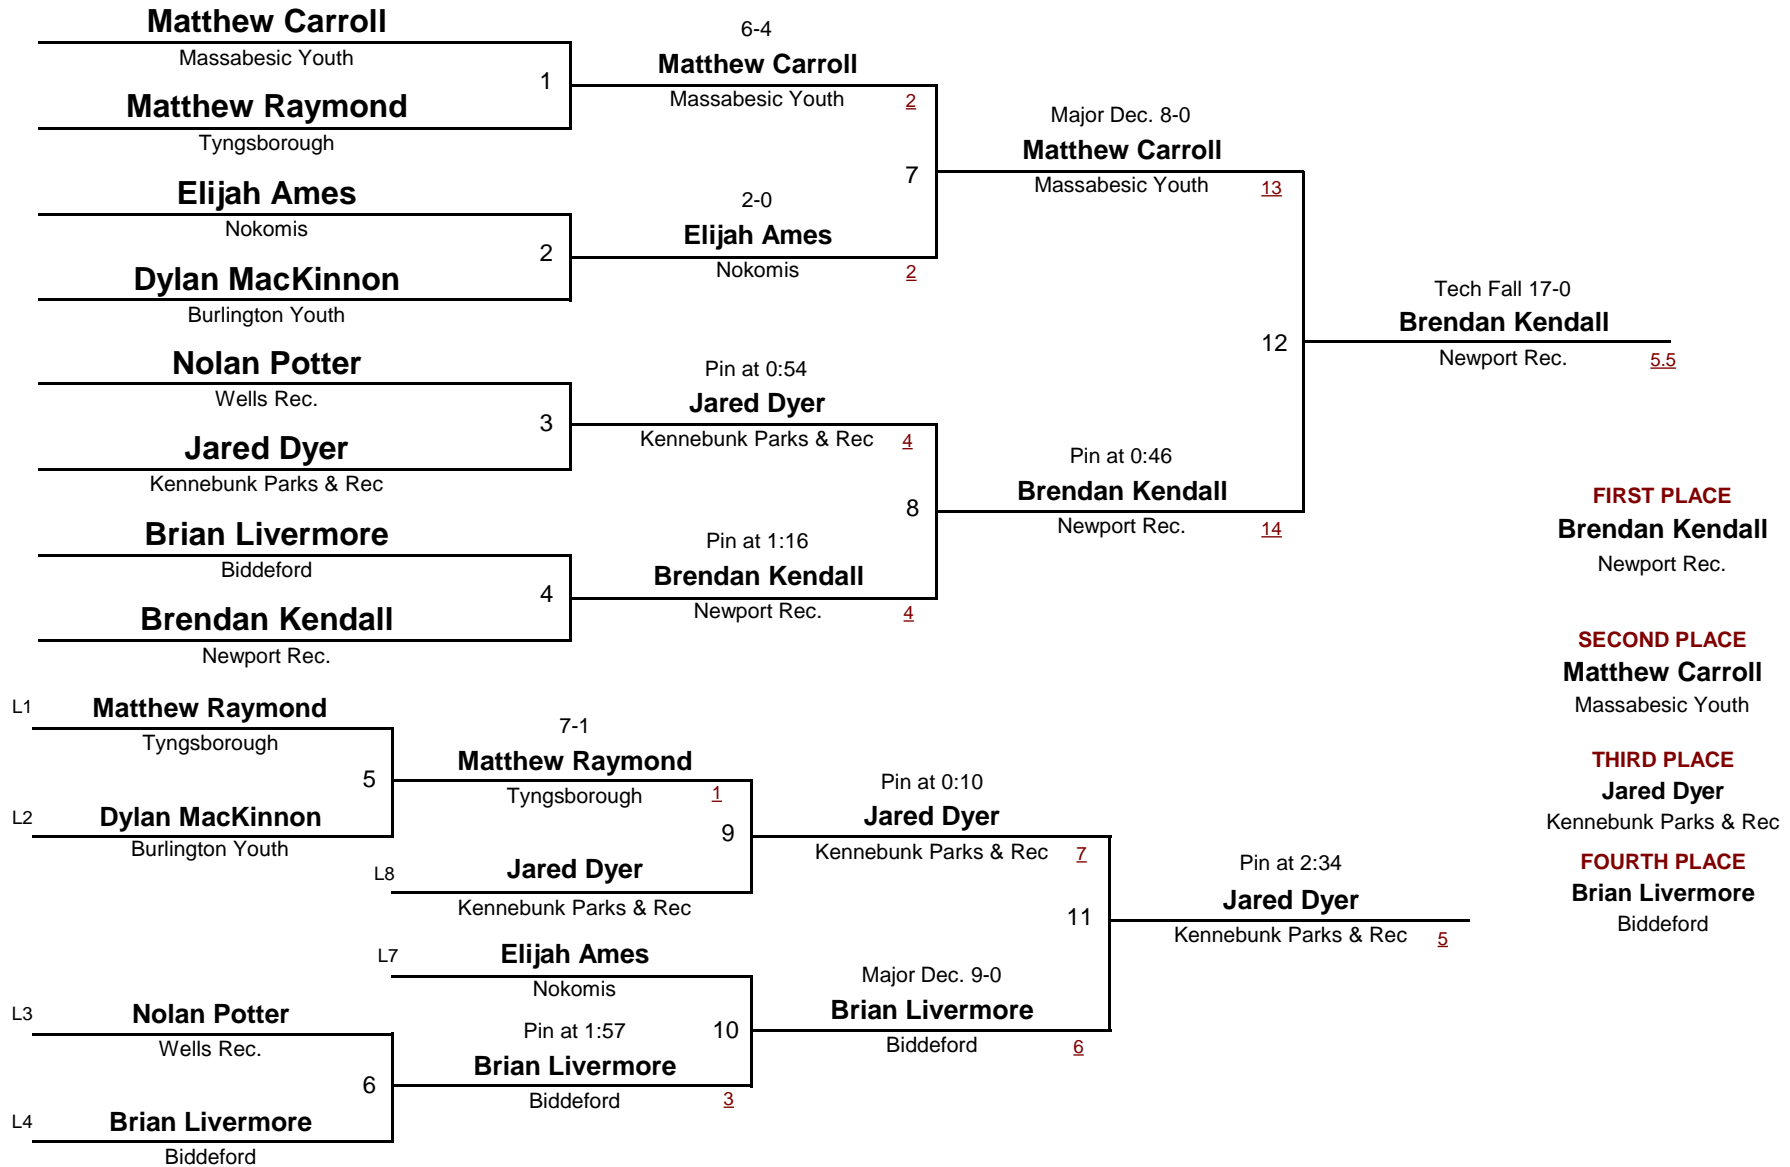 Matthew Carroll
Massabesic Youth
1
Matthew Raymond
Tyngsborough
Elijah Ames
Nokomis
2
Dylan MacKinnon
Burlington Youth
Nolan Potter
Wells Rec.
3
Jared Dyer
Kennebunk Parks & Rec
Brian Livermore
Biddeford
4
Brendan Kendall
Newport Rec.
6-4
Matthew Carroll
Massabesic Youth 2
7
2-0
Elijah Ames
Nokomis 2
Pin at 0:54
Jared Dyer
Kennebunk Parks & Rec 4
8
Pin at 1:16
Brendan Kendall
Newport Rec. 4
Major Dec. 8-0
Matthew Carroll
Massabesic Youth 13
12
Pin at 0:46
Brendan Kendall
Newport Rec. 14
Tech Fall 17-0
Brendan Kendall
Newport Rec. 5.5
L1 Matthew Raymond
Tyngsborough
5
L2 Dylan MacKinnon
Burlington Youth
L3 Nolan Potter
Wells Rec.
6
L4 Brian Livermore
Biddeford
7-1
Matthew Raymond
Tyngsborough 1
9
L8 Jared Dyer
Kennebunk Parks & Rec
L7 Elijah Ames
Nokomis
10
Pin at 1:57
Brian Livermore
Biddeford 3
Pin at 0:10
Jared Dyer
Kennebunk Parks & Rec 7
11
Major Dec. 9-0
Brian Livermore
Biddeford 6
Pin at 2:34
Jared Dyer
Kennebunk Parks & Rec 5
FIRST PLACE
Brendan Kendall
Newport Rec.
SECOND PLACE
Matthew Carroll
Massabesic Youth
THIRD PLACE
Jared Dyer
Kennebunk Parks & Rec
FOURTH PLACE
Brian Livermore
Biddeford